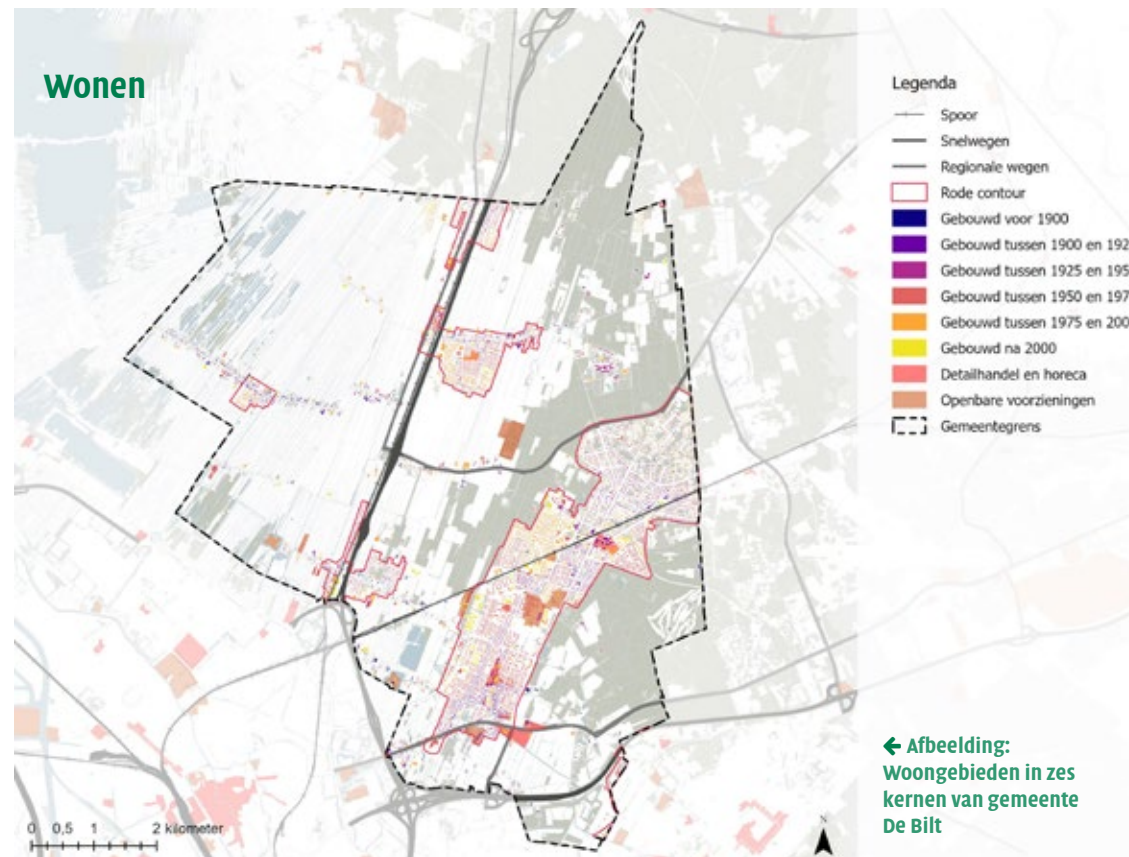 Wonen
Legenda
Spoor
Snelwegen
Regionale wegen
Rode contour
Gebouwd voor 1900
Gebouwd tussen 1900 en 192
Gebouwd tussen 1925 en 195
Gebouwd tussen 1950 en 197
Gebouwd tussen 1975 en 200
Gebouwd na 2000
Detailhandel en horeca
Openbare voorzieningen
Gemeentegrens
← Afbeelding:
Woongebieden in zes
kernen van gemeente
De Bilt
0 0,5 1 2 kilometer
N